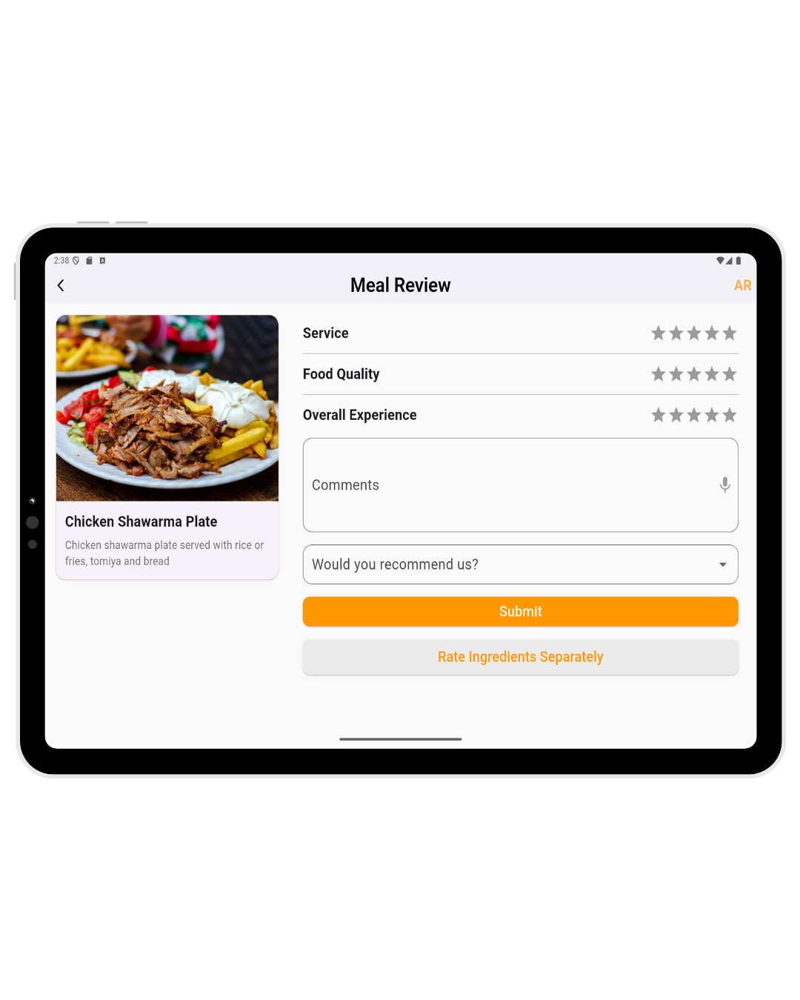 2:38
Meal Review
AR
Chicken Shawarma Plate
Chicken shawarma plate served with rice or
fries, tomiya and bread
Service
Food Quality
Overall Experience
Comments
Would you recommend us?
Submit
Rate Ingredients Separately